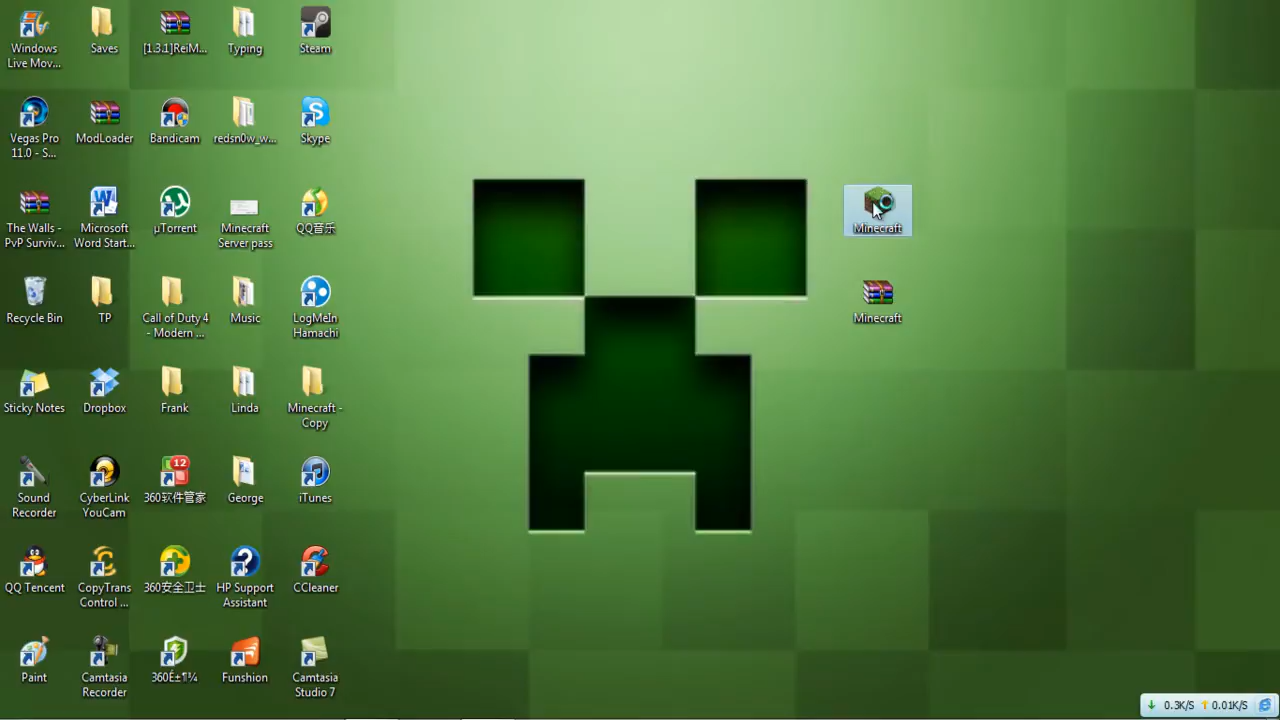 Windows
Live Mov...
Saves
[1.3.1]ReiM...
Typing
Steam
Vegas Pro
11.0 - S...
ModLoader
Bandicam
redsn0w_w...
Skype
The Walls -
PvP Surviv...
Microsoft
Word Start...
µTorrent
Minecraft
Server pass
QQ音乐
Minecraft
Recycle Bin
TP
Call of Duty 4
- Modern ...
Music
LogMeIn
Hamachi
Minecraft
Sticky Notes
Dropbox
Frank
Linda
Minecraft -
Copy
Sound
Recorder
CyberLink
YouCam
12
360软件管家
George
iTunes
QQ Tencent
CopyTrans
Control ...
360安全卫士
HP Support
Assistant
CCleaner
Paint
Camtasia
Recorder
360É±¶¾
Funshion
Camtasia
Studio 7
0.3K/S
0.01K/S